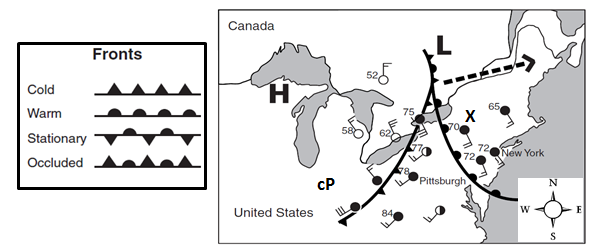 Fronts
Cold
Warm
Stationary
Occluded
Canada
L
52
H
75
X
65
58
62
70
77
72
72
New York
78
cP
Pittsburgh
United States
84
N
W
E
S